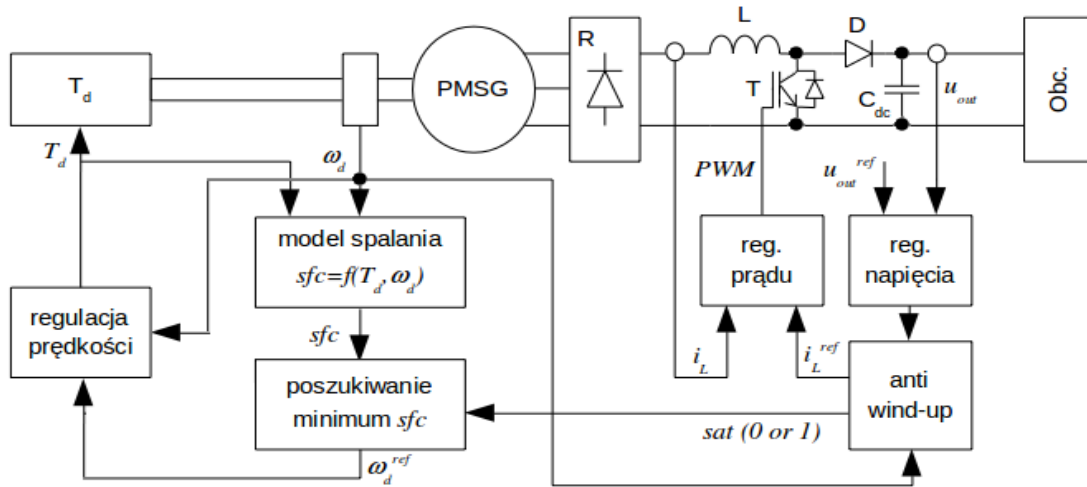 L
D
R
T_d
PMSG
T
C_dc
u_out
Obc.
T_d
ω_d
PWM
u_out^ref
model spalania
sfc=f(T_d,ω_d)
reg.
prądu
reg.
napięcia
regulacja
prędkości
sfc
i_L
i_L^ref
anti
wind-up
poszukiwanie
minimum sfc
sat (0 or 1)
ω_d^ref